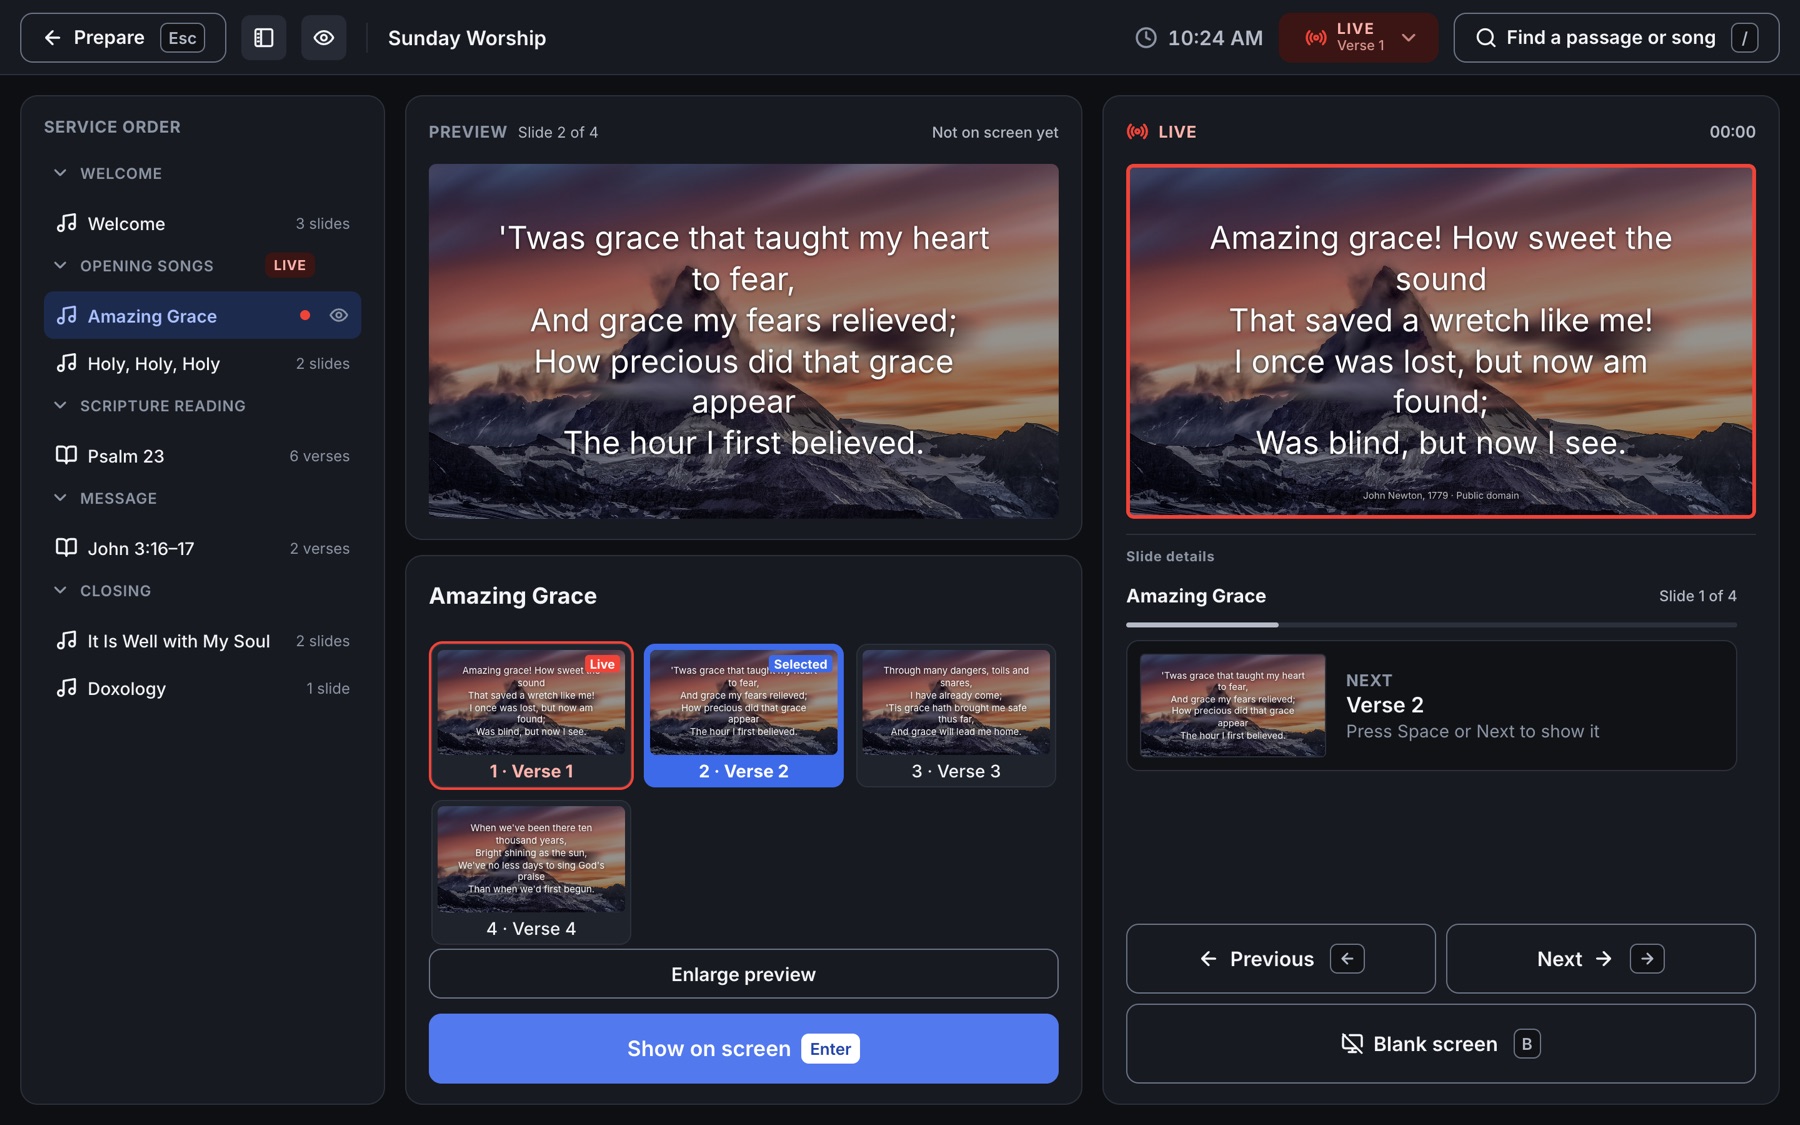 Prepare Esc
Sunday Worship
10:24 AM
LIVE
Verse 1
Find a passage or song /
SERVICE ORDER
WELCOME
Welcome 3 slides
OPENING SONGS LIVE
Amazing Grace
Holy, Holy, Holy 2 slides
SCRIPTURE READING
Psalm 23 6 verses
MESSAGE
John 3:16–17 2 verses
CLOSING
It Is Well with My Soul 2 slides
Doxology 1 slide
PREVIEW Slide 2 of 4 Not on screen yet
'Twas grace that taught my heart
to fear,
And grace my fears relieved;
How precious did that grace
appear
The hour I first believed.
Amazing Grace
Amazing grace! How sweet the
sound
That saved a wretch like me!
I once was lost, but now am
found;
Was blind, but now I see.
Live
1 · Verse 1
'Twas grace that taught my heart
to fear,
And grace my fears relieved;
How precious did that grace
appear
The hour I first believed.
Selected
2 · Verse 2
Through many dangers, toils and
snares,
I have already come;
'Tis grace hath brought me safe
thus far,
And grace will lead me home.
3 · Verse 3
When we've been there ten
thousand years,
Bright shining as the sun,
We've no less days to sing God's
praise
Than when we'd first begun.
4 · Verse 4
Enlarge preview
Show on screen Enter
LIVE 00:00
Amazing grace! How sweet the
sound
That saved a wretch like me!
I once was lost, but now am
found;
Was blind, but now I see.
John Newton, 1779 · Public domain
Slide details
Amazing Grace Slide 1 of 4
'Twas grace that taught my heart
to fear,
And grace my fears relieved;
How precious did that grace
appear
The hour I first believed.
NEXT
Verse 2
Press Space or Next to show it
Previous
Next
Blank screen B